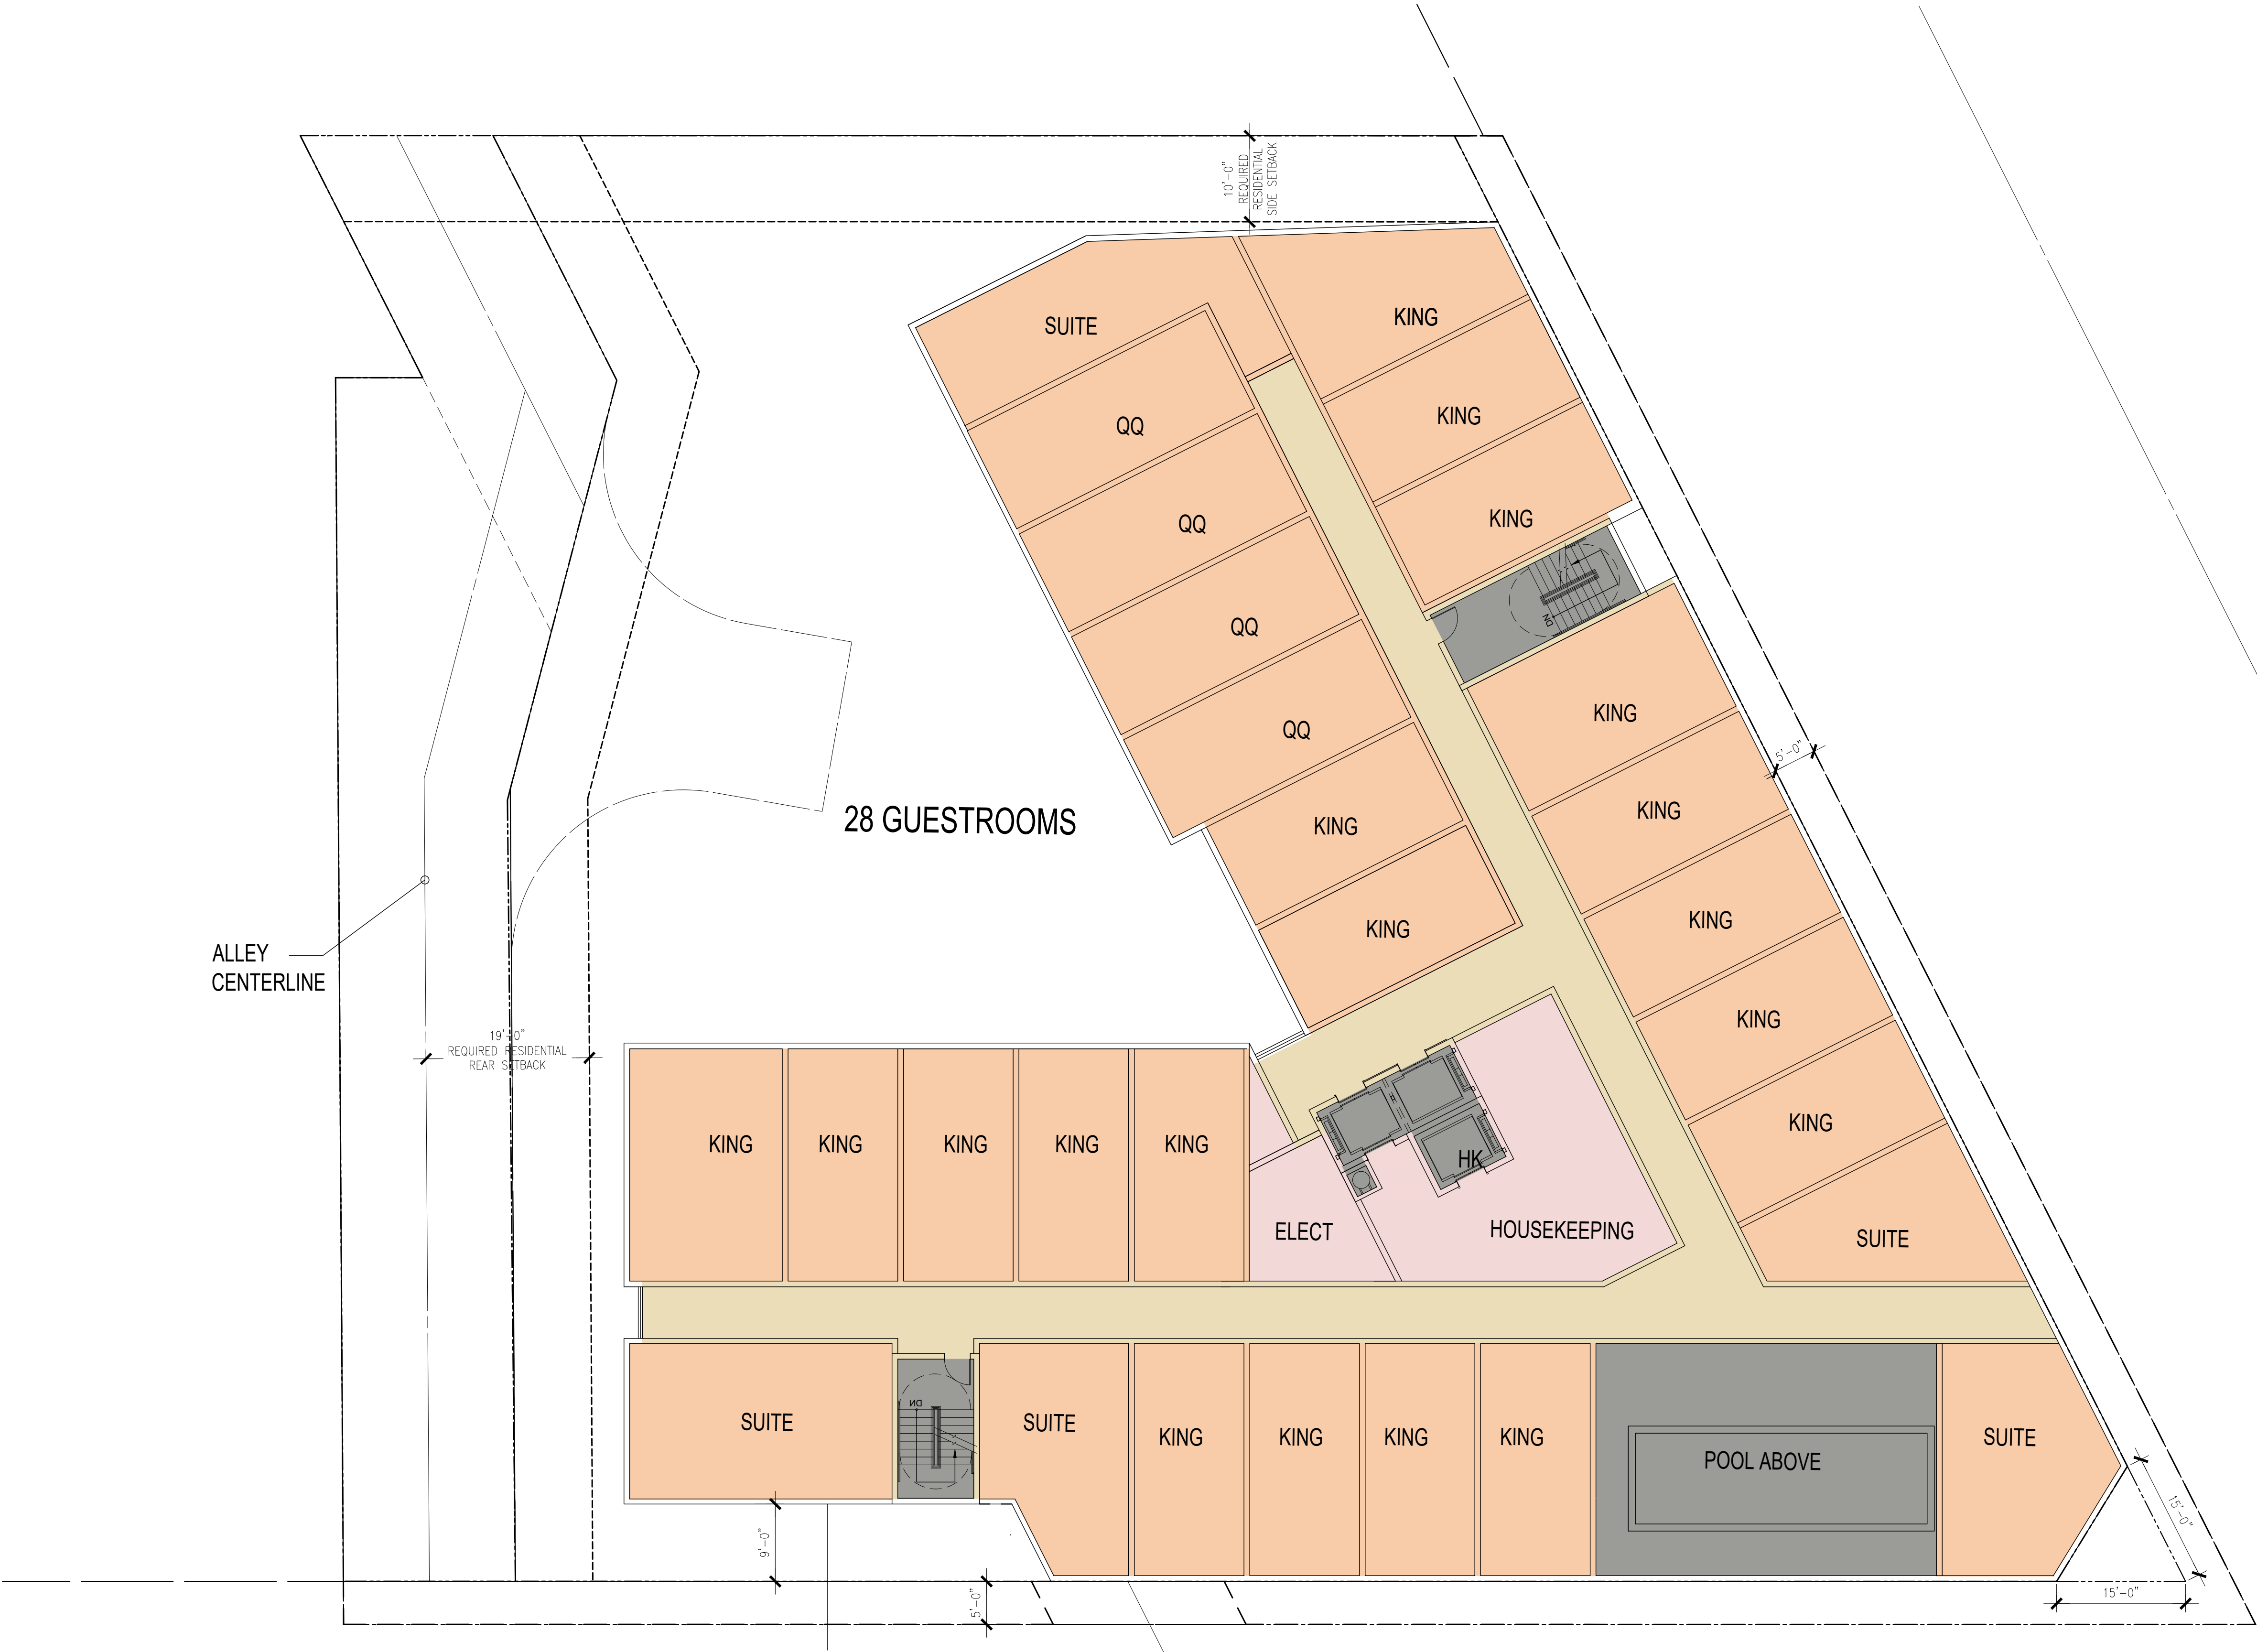 10'-0"
REQUIRED
RESIDENTIAL
SIDE SETBACK
SUITE
KING
QQ
KING
QQ
KING
QQ
DN
QQ
KING
5'-0"
28 GUESTROOMS
KING
KING
KING
KING
ALLEY
CENTERLINE
19'-0"
REQUIRED RESIDENTIAL
REAR SETBACK
KING
KING
KING
KING
KING
KING
KING
KING
HK
ELECT
HOUSEKEEPING
SUITE
SUITE
DN
SUITE
KING
KING
KING
KING
POOL ABOVE
SUITE
9'-0"
5'-0"
15'-0"
15'-0"